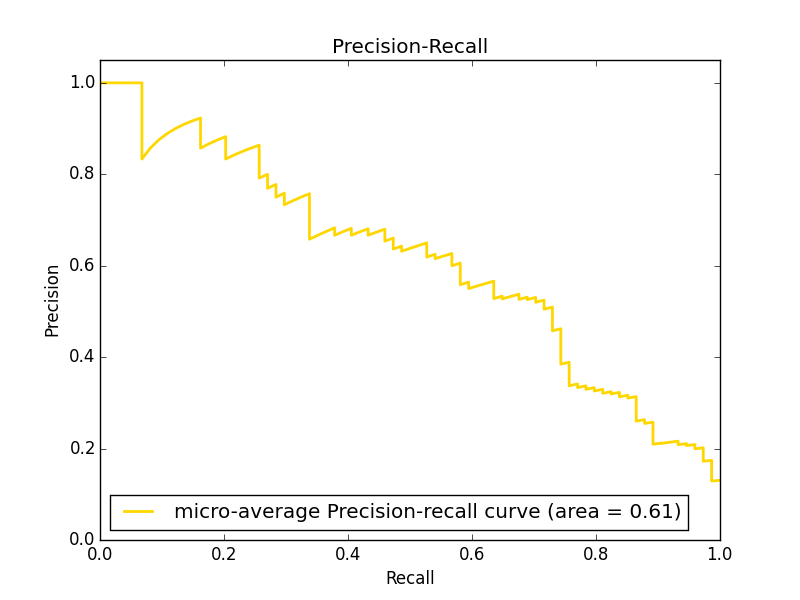 Precision-Recall
1.0
0.8
0.6
0.4
0.2
0.0
Precision
micro-average Precision-recall curve (area = 0.61)
0.0 0.2 0.4 0.6 0.8 1.0
Recall